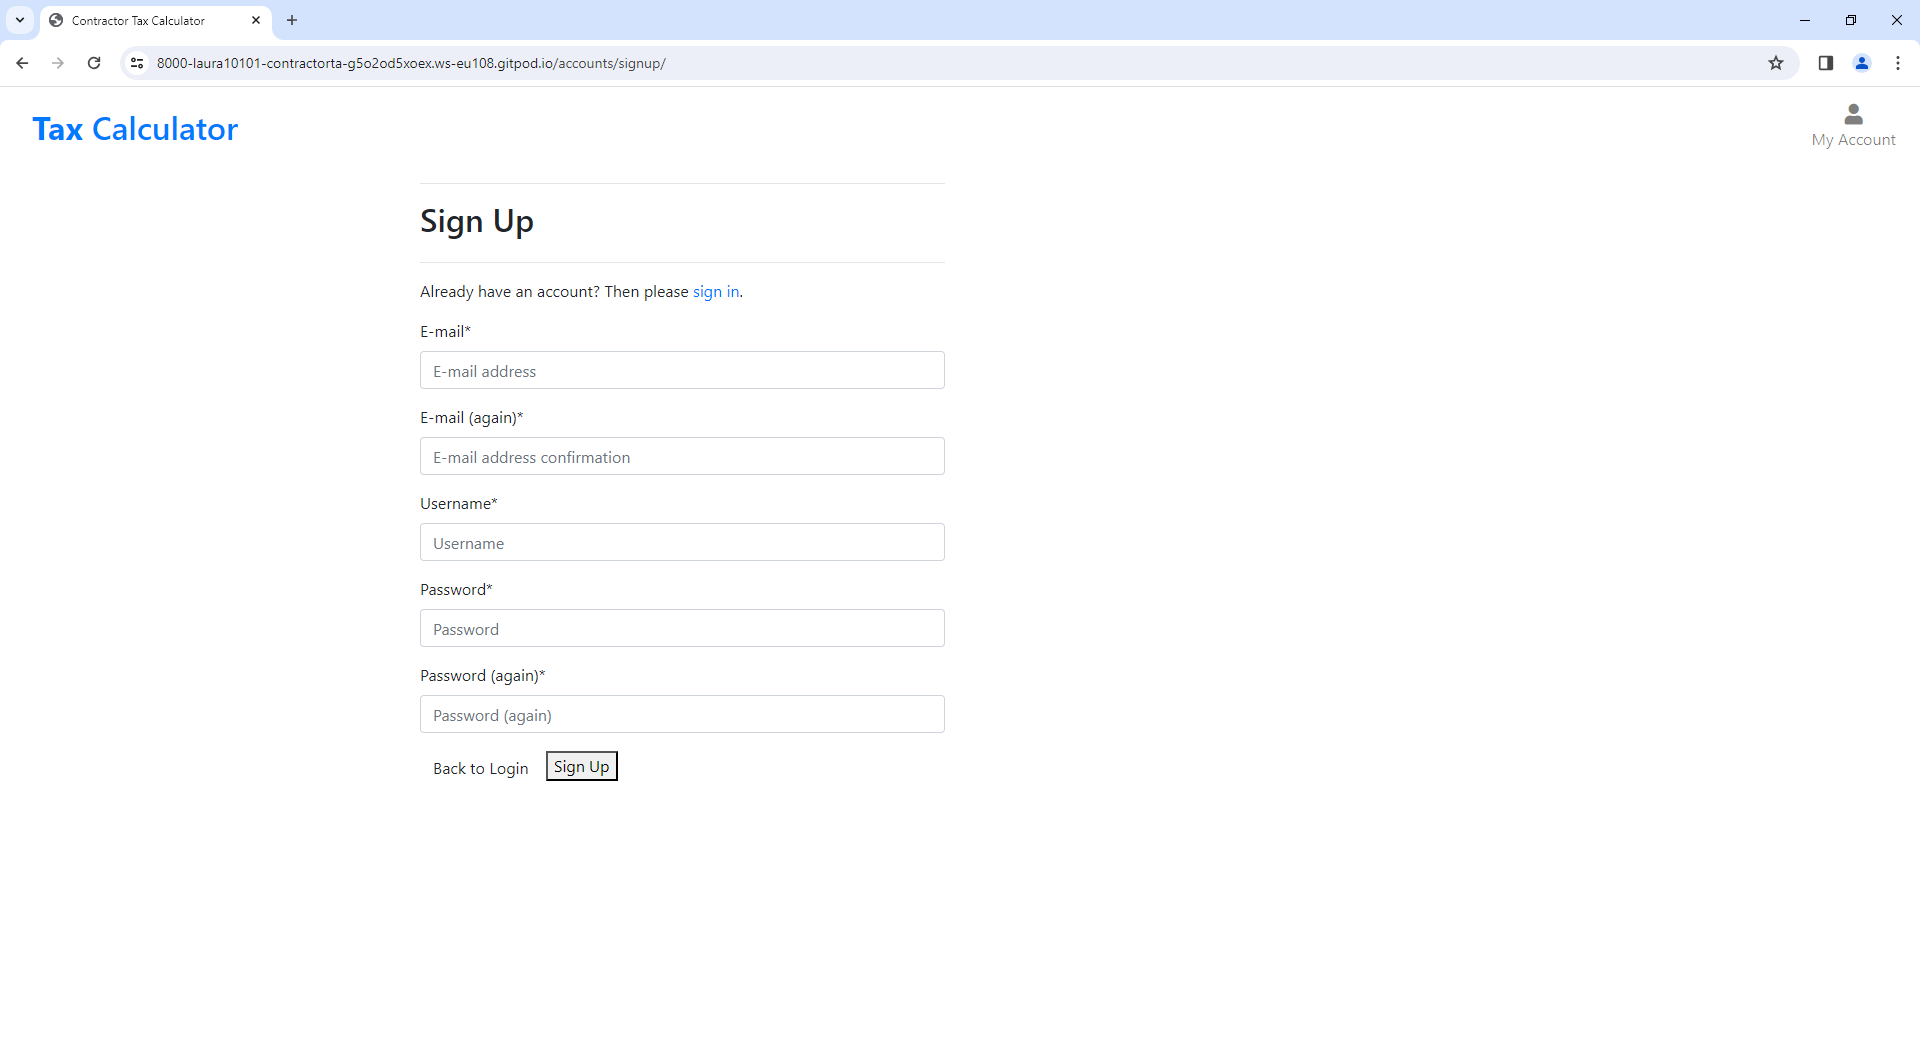 Contractor Tax Calculator
8000-laura10101-contractorta-g5o2od5xoex.ws-eu108.gitpod.io/accounts/signup/
Tax Calculator
My Account
Sign Up
Already have an account? Then please sign in.
E-mail*
E-mail address
E-mail (again)*
E-mail address confirmation
Username*
Username
Password*
Password
Password (again)*
Password (again)
Back to Login
Sign Up